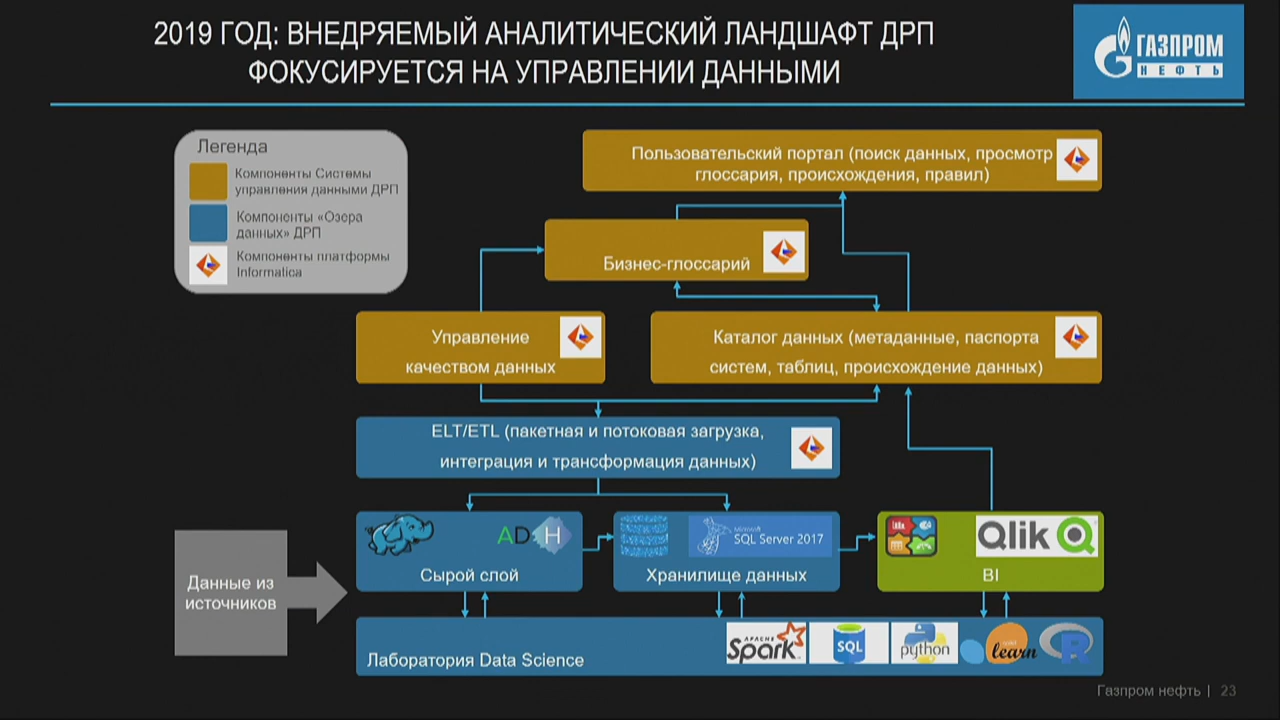 2019 ГОД: ВНЕДРЯЕМЫЙ АНАЛИТИЧЕСКИЙ ЛАНДШАФТ ДРП
ФОКУСИРУЕТСЯ НА УПРАВЛЕНИИ ДАННЫМИ
ГАЗПРОМ
НЕФТЬ
Легенда
Компоненты Системы
управления данными ДРП
Компоненты «Озера
данных» ДРП
Компоненты платформы
Informatica
Пользовательский портал (поиск данных, просмотр
глоссария, происхождения, правил)
Бизнес-глоссарий
Управление
качеством данных
Каталог данных (метаданные, паспорта
систем, таблиц, происхождение данных)
ELT/ETL (пакетная и потоковая загрузка,
интеграция и трансформация данных)
Данные из
источников
ADH
Сырой слой
Microsoft
SQL Server 2017
Хранилище данных
Qlik
BI
Лаборатория Data Science
APACHE
Spark
SQL
python
learn
R
Газпром нефть | 23